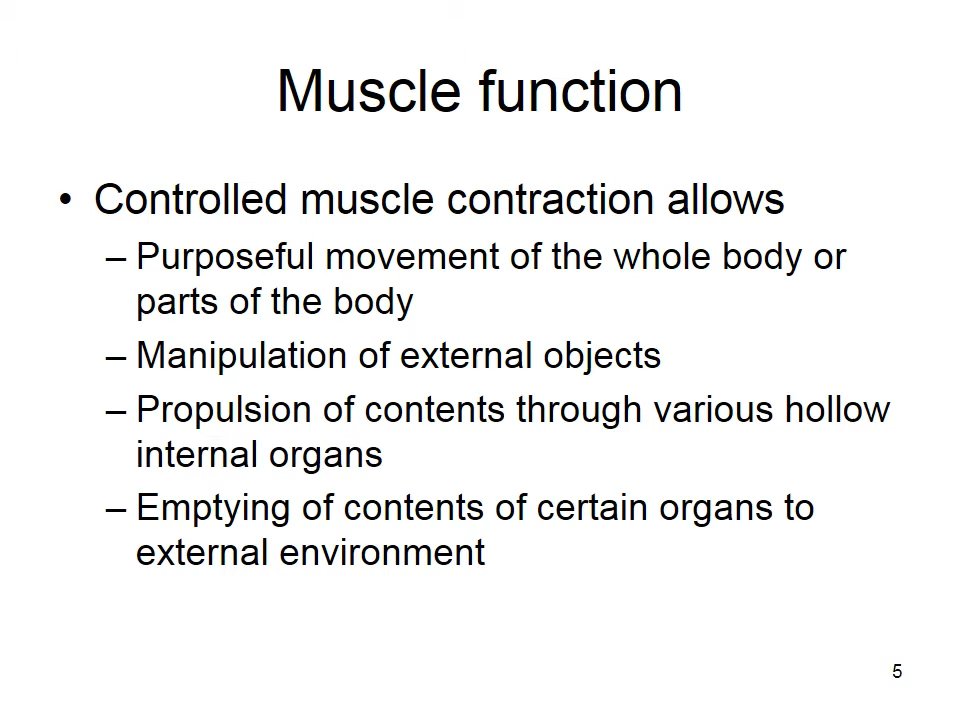 Muscle function
• Controlled muscle contraction allows
– Purposeful movement of the whole body or
parts of the body
– Manipulation of external objects
– Propulsion of contents through various hollow
internal organs
– Emptying of contents of certain organs to
external environment
5